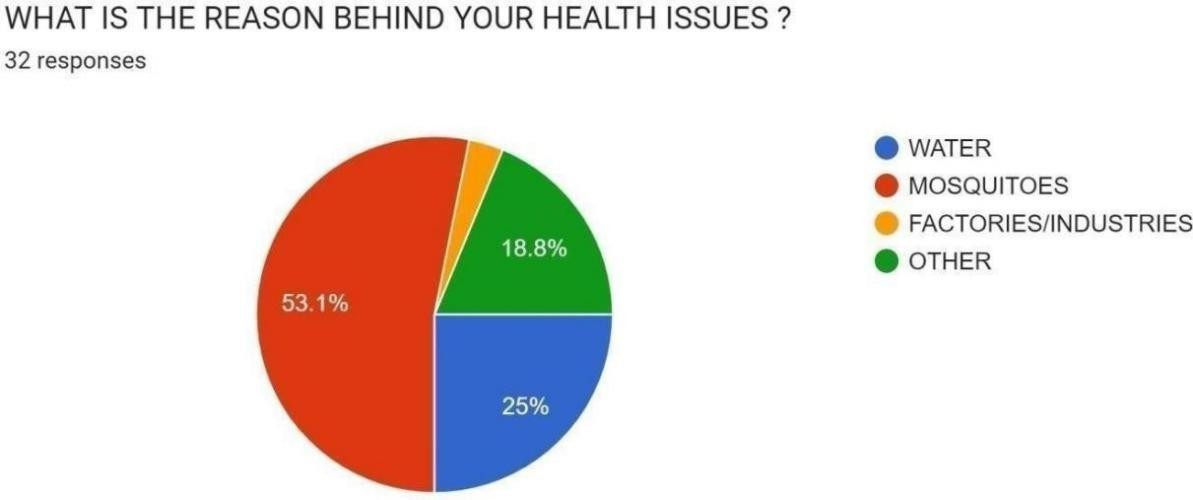 WHAT IS THE REASON BEHIND YOUR HEALTH ISSUES ?
32 responses
WATER
MOSQUITOES
FACTORIES/INDUSTRIES
OTHER
18.8%
53.1%
25%